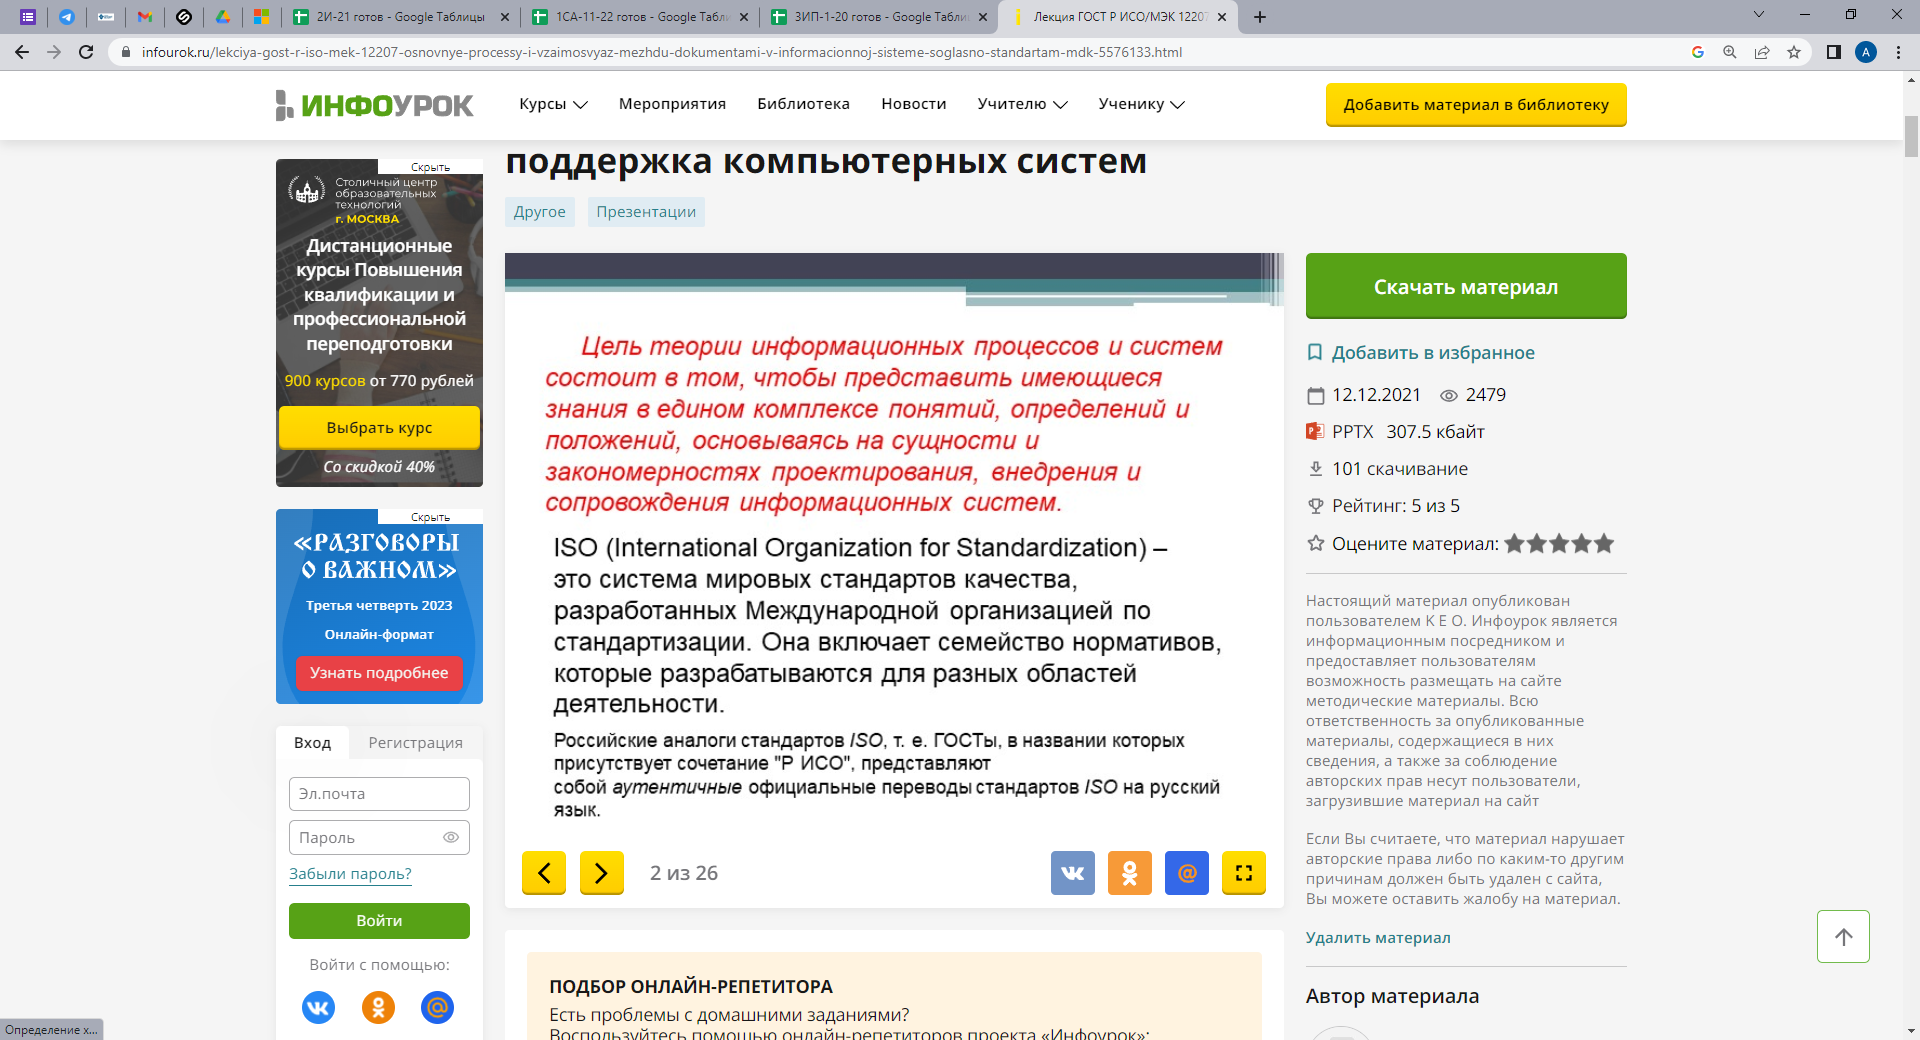 2И-21 готов - Google Таблицы
1СА-11-22 готов - Google Табли
3ИП-1-20 готов - Google Табли
Лекция ГОСТ Р ИСО/МЭК 12207
infourok.ru/lekciya-gost-r-iso-mek-12207-osnovnye-processy-i-vzaimosvyaz-mezhdu-dokumentami-v-informacionnoj-sisteme-soglasno-standartam-mdk-5576133.html
A
ИНФОУРОК
Курсы
Мероприятия
Библиотека
Новости
Учителю
Ученику
Добавить материал в библиотеку
поддержка компьютерных систем
Другое
Презентации
Скрыть
Столичный центр
образовательных
технологий
г. МОСКВА
Дистанционные
курсы Повышения
квалификации и
профессиональной
переподготовки
900 курсов от 770 рублей
Выбрать курс
Со скидкой 40%
Скрыть
«РАЗГОВОРЫ
О ВАЖНОМ»
Третья четверть 2023
Онлайн-формат
Узнать подробнее
Вход
Регистрация
Эл.почта
Пароль
Забыли пароль?
Войти
Войти с помощью:
Определение х...
Цель теории информационных процессов и систем
состоит в том, чтобы представить имеющиеся
знания в едином комплексе понятий, определений и
положений, основываясь на сущности и
закономерностях проектирования, внедрения и
сопровождения информационных систем.
ISO (International Organization for Standardization) –
это система мировых стандартов качества,
разработанных Международной организацией по
стандартизации. Она включает семейство нормативов,
которые разрабатываются для разных областей
деятельности.
Российские аналоги стандартов ISO, т. е. ГОСТы, в названии которых
присутствует сочетание "Р ИСО", представляют
собой аутентичные официальные переводы стандартов ISO на русский
язык.
2 из 26
ПОДБОР ОНЛАЙН-РЕПЕТИТОРА
Есть проблемы с домашними заданиями?
Воспользуйтесь помощью онлайн-репетиторов проекта «Инфоурок»:
Скачать материал
Добавить в избранное
12.12.2021
2479
PPTX 307.5 кбайт
101 скачивание
Рейтинг: 5 из 5
Оцените материал:
Настоящий материал опубликован
пользователем K E O. Инфоурок является
информационным посредником и
предоставляет пользователям
возможность размещать на сайте
методические материалы. Всю
ответственность за опубликованные
материалы, содержащиеся в них
сведения, а также за соблюдение
авторских прав несут пользователи,
загрузившие материал на сайт
Если Вы считаете, что материал нарушает
авторские права либо по каким-то другим
причинам должен быть удален с сайта,
Вы можете оставить жалобу на материал.
Удалить материал
Автор материала